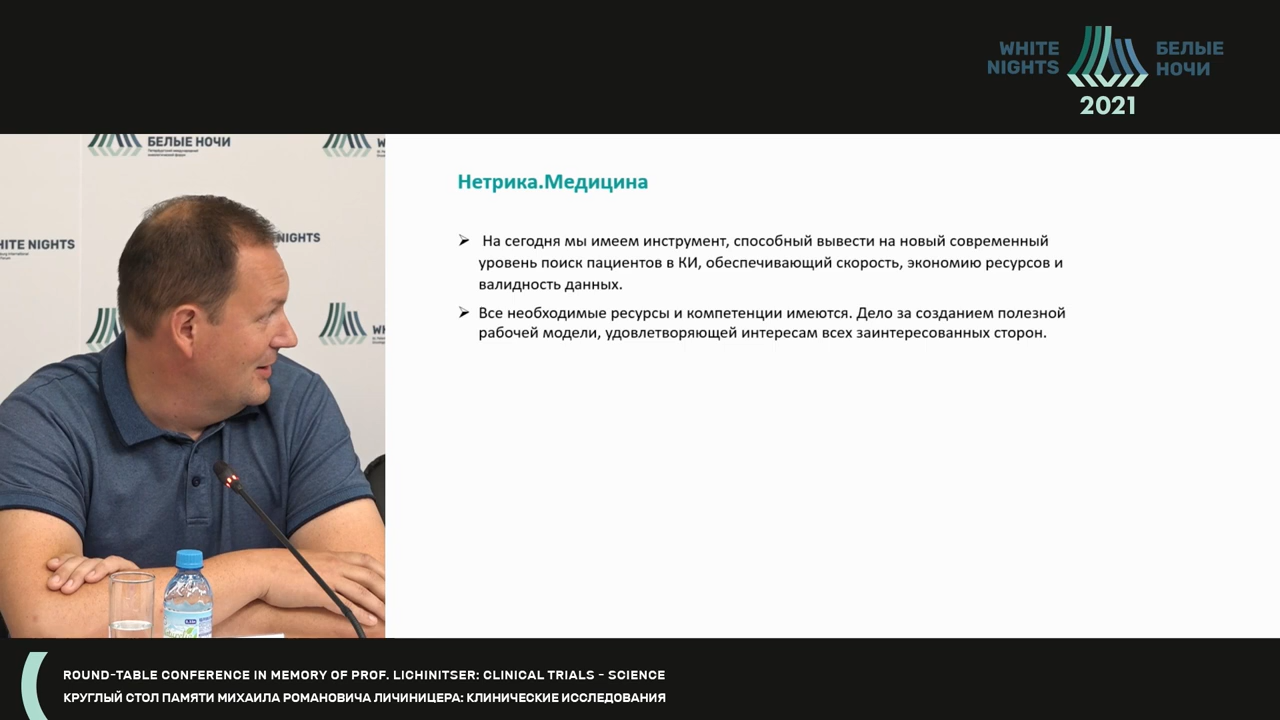 WHITE
NIGHTS
БЕЛЫЕ
НОЧИ
2021
БЕЛЫЕ НОЧИ
WHITE NIGHTS
NIGHTS
Нетрика.Медицина
➢ На сегодня мы имеем инструмент, способный вывести на новый современный
уровень поиск пациентов в КИ, обеспечивающий скорость, экономию ресурсов и
валидность данных.
➢ Все необходимые ресурсы и компетенции имеются. Дело за созданием полезной
рабочей модели, удовлетворяющей интересам всех заинтересованных сторон.
ROUND-TABLE CONFERENCE IN MEMORY OF PROF. LICHINITSER: CLINICAL TRIALS - SCIENCE
КРУГЛЫЙ СТОЛ ПАМЯТИ МИХАИЛА РОМАНОВИЧА ЛИЧИНИЦЕРА: КЛИНИЧЕСКИЕ ИССЛЕДОВАНИЯ